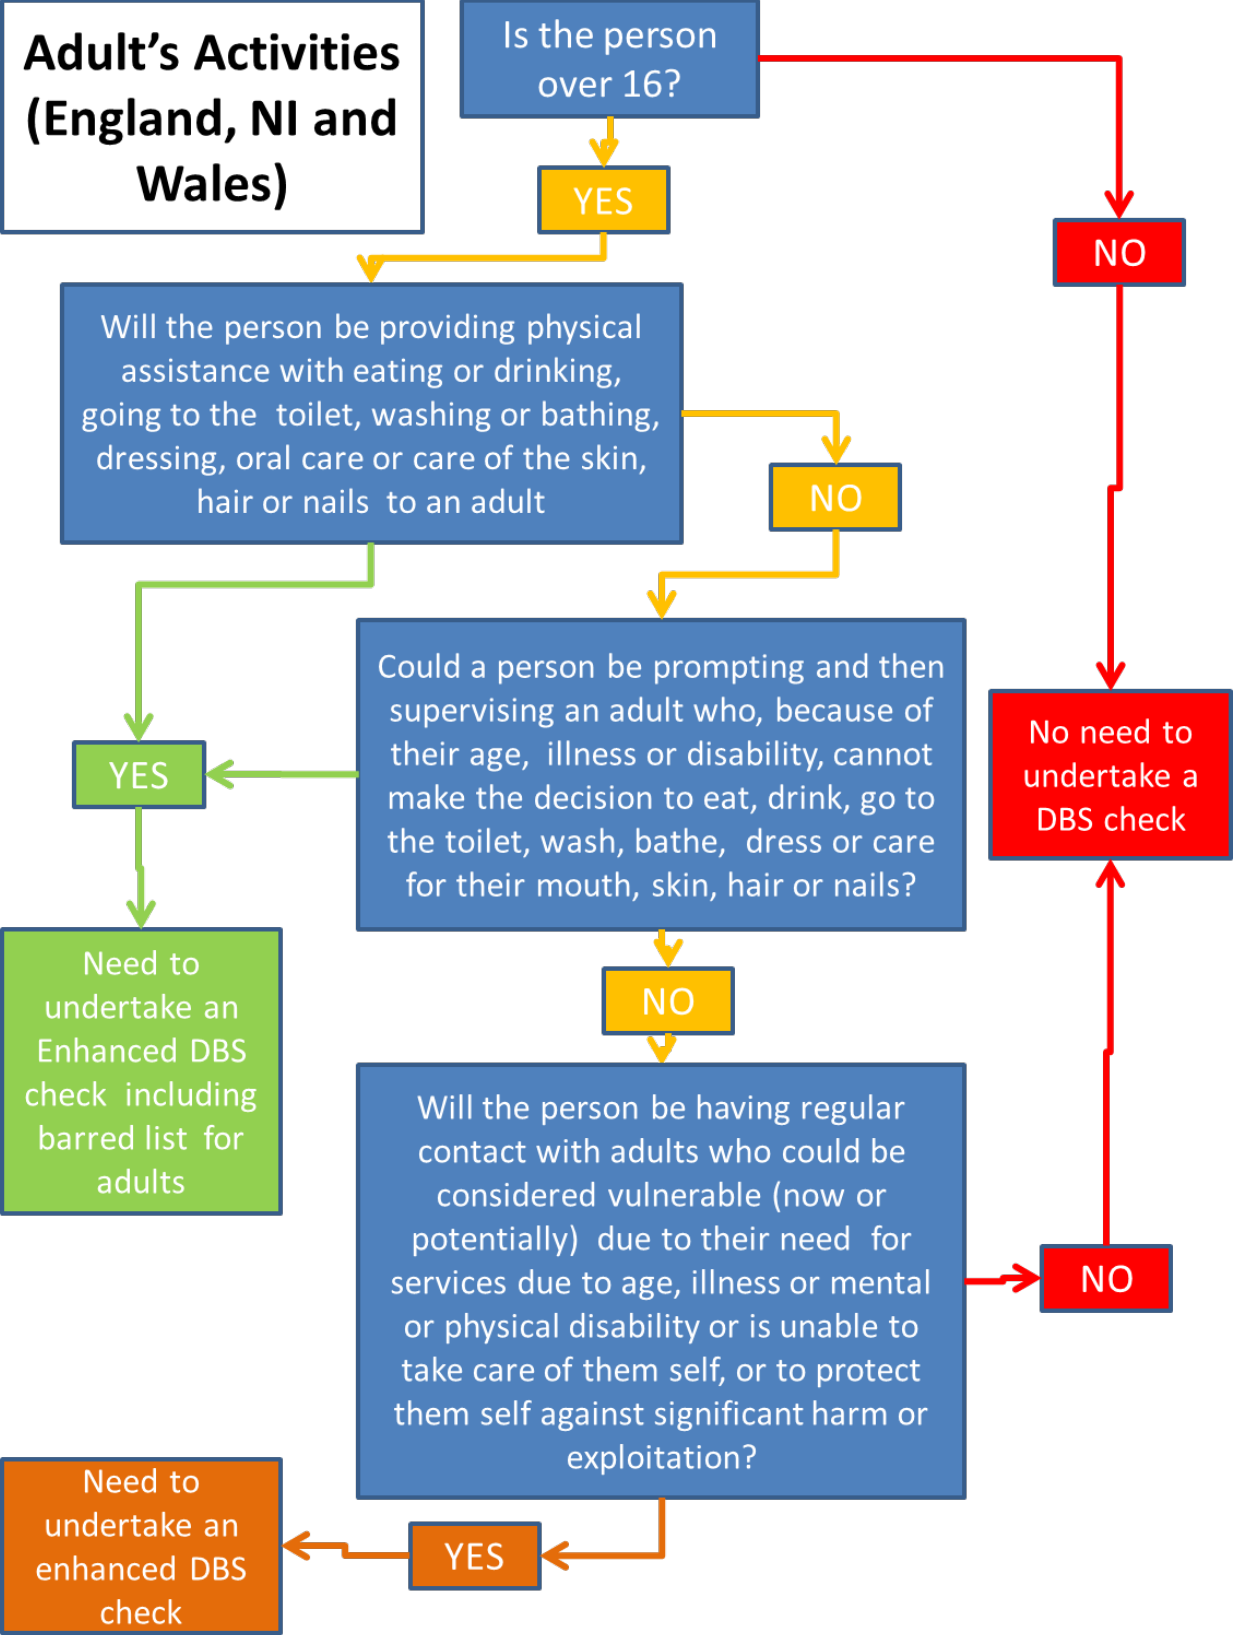 Adult’s Activities
(England, NI and
Wales)
Is the person
over 16?
YES
NO
Will the person be providing physical
assistance with eating or drinking,
going to the toilet, washing or bathing,
dressing, oral care or care of the skin,
hair or nails to an adult
NO
Could a person be prompting and then
supervising an adult who, because of
their age, illness or disability, cannot
make the decision to eat, drink, go to
the toilet, wash, bathe, dress or care
for their mouth, skin, hair or nails?
YES
No need to
undertake a
DBS check
Need to
undertake an
Enhanced DBS
check including
barred list for
adults
NO
Will the person be having regular
contact with adults who could be
considered vulnerable (now or
potentially) due to their need for
services due to age, illness or mental
or physical disability or is unable to
take care of them self, or to protect
them self against significant harm or
exploitation?
NO
YES
Need to
undertake an
enhanced DBS
check